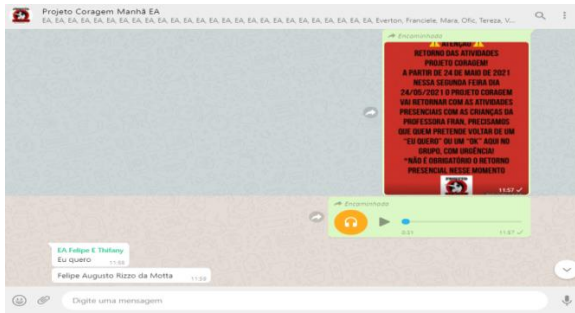 Projeto Coragem Manhã EA
EA, EA, EA, EA, EA, EA, EA, EA, EA, EA, EA, EA, EA, EA, EA, EA, EA, EA, EA, EA, EA, EA, EA, EA, EA, EA, Everton, Franciele, Mara, Ofic, Tereza, V...
Encaminhada
ATENÇÃO
RETORNO DAS ATIVIDADES
PROJETO CORAGEM!
A PARTIR DE 24 DE MAIO DE 2021
NESSA SEGUNDA FEIRA DIA
24/05/2021 O PROJETO CORAGEM
VAI RETORNAR COM AS ATIVIDADES
PRESENCIAIS COM AS CRIANÇAS DA
PROFESSORA FRAN, PRECISAMOS
QUE QUEM PRETENDE VOLTAR DE UM
"EU QUERO" OU UM "OK" AQUI NO
GRUPO, COM URGÊNCIA!
*NÃO É OBRIGATÓRIO O RETORNO
PRESENCIAL NESSE MOMENTO
11:57
Encaminhada
0:21
11:57
EA Felipe E Thifany
Eu quero
11:58
Felipe Augusto Rizzo da Motta
11:58
Digite uma mensagem